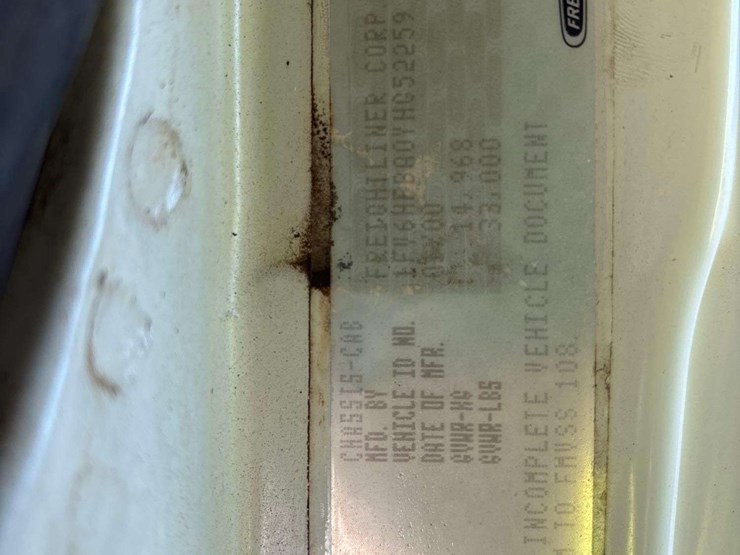 CHASSIS-CAB
MFD. BY FREIGHTLINER CORP.
VEHICLE ID NO. 1FV6HFBA0YHG52259
DATE OF MFR.
GVWR-KG 14,968
GVWR-LBS 33,000
INCOMPLETE VEHICLE DOCUMENT
TO FMVSS 108.
FRE